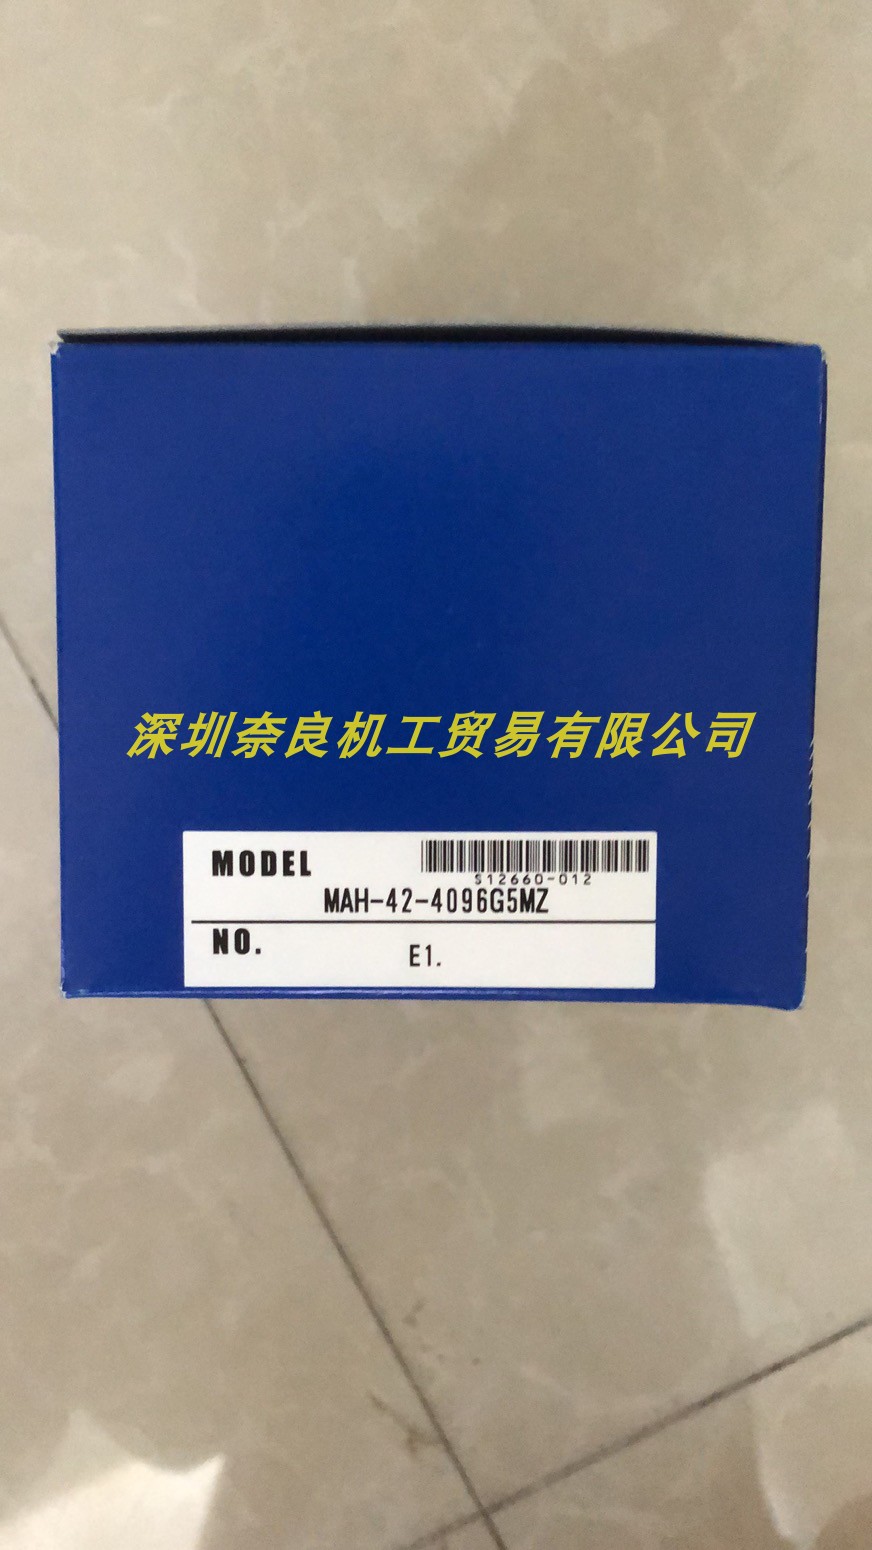 深圳奈良机工贸易有限公司
MODEL
S12660-012
MAH-42-4096G5MZ
NO.
E1.